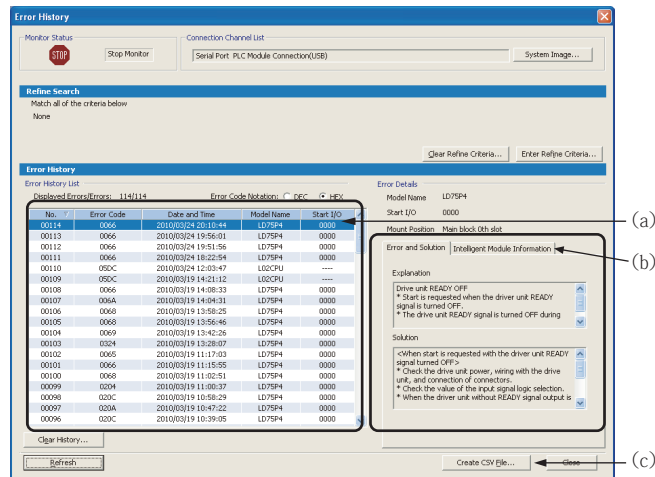 Error History
Monitor Status
STOP
Stop Monitor
Connection Channel List
Serial Port PLC Module Connection(USB)
System Image...
Refine Search
Match all of the criteria below
None
Clear Refine Criteria...
Enter Refine Criteria...
Error History
Error History List
Displayed Errors/Errors: 114/114
Error Code Notation: DEC HEX
No. Error Code Date and Time Model Name Start I/O
00114 0066 2010/03/24 20:10:44 LD75P4 0000
00113 0066 2010/03/24 19:56:01 LD75P4 0000
00112 0066 2010/03/24 19:51:56 LD75P4 0000
00111 0066 2010/03/24 18:22:54 LD75P4 0000
00110 05DC 2010/03/24 12:03:47 L02CPU ----
00109 05DC 2010/03/19 14:21:12 L02CPU ----
00108 0066 2010/03/19 14:08:33 LD75P4 0000
00107 006A 2010/03/19 14:04:31 LD75P4 0000
00106 0068 2010/03/19 13:58:25 LD75P4 0000
00105 0068 2010/03/19 13:56:46 LD75P4 0000
00104 0069 2010/03/19 13:42:26 LD75P4 0000
00103 0324 2010/03/19 13:28:07 LD75P4 0000
00102 0065 2010/03/19 11:17:03 LD75P4 0000
00101 0066 2010/03/19 11:15:55 LD75P4 0000
00100 0068 2010/03/19 11:02:51 LD75P4 0000
00099 0204 2010/03/19 11:00:37 LD75P4 0000
00098 020C 2010/03/19 10:58:29 LD75P4 0000
00097 020A 2010/03/19 10:47:22 LD75P4 0000
00096 020C 2010/03/19 10:39:05 LD75P4 0000
Clear History...
Error Details
Model Name LD75P4
Start I/O 0000
Mount Position Main block 0th slot
Error and Solution
Intelligent Module Information
Explanation
Drive unit READY OFF
* Start is requested when the driver unit READY
signal is turned OFF.
* The drive unit READY signal is turned OFF during
Solution
<When start is requested with the driver unit READY
signal turned OFF>
* Check the drive unit power, wiring with the drive
unit, and connection of connectors.
* Check the value of the input signal logic selection.
* When the driver unit without READY signal output is
Refresh
Create CSV File...
Close
(a)
(b)
(c)